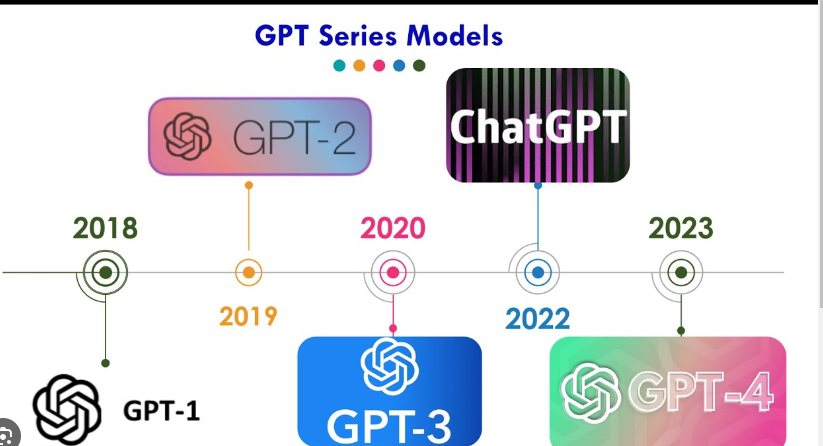 GPT Series Models
GPT-2
ChatGPT
2018
2020
2023
2019
2022
GPT-1
GPT-3
GPT-4